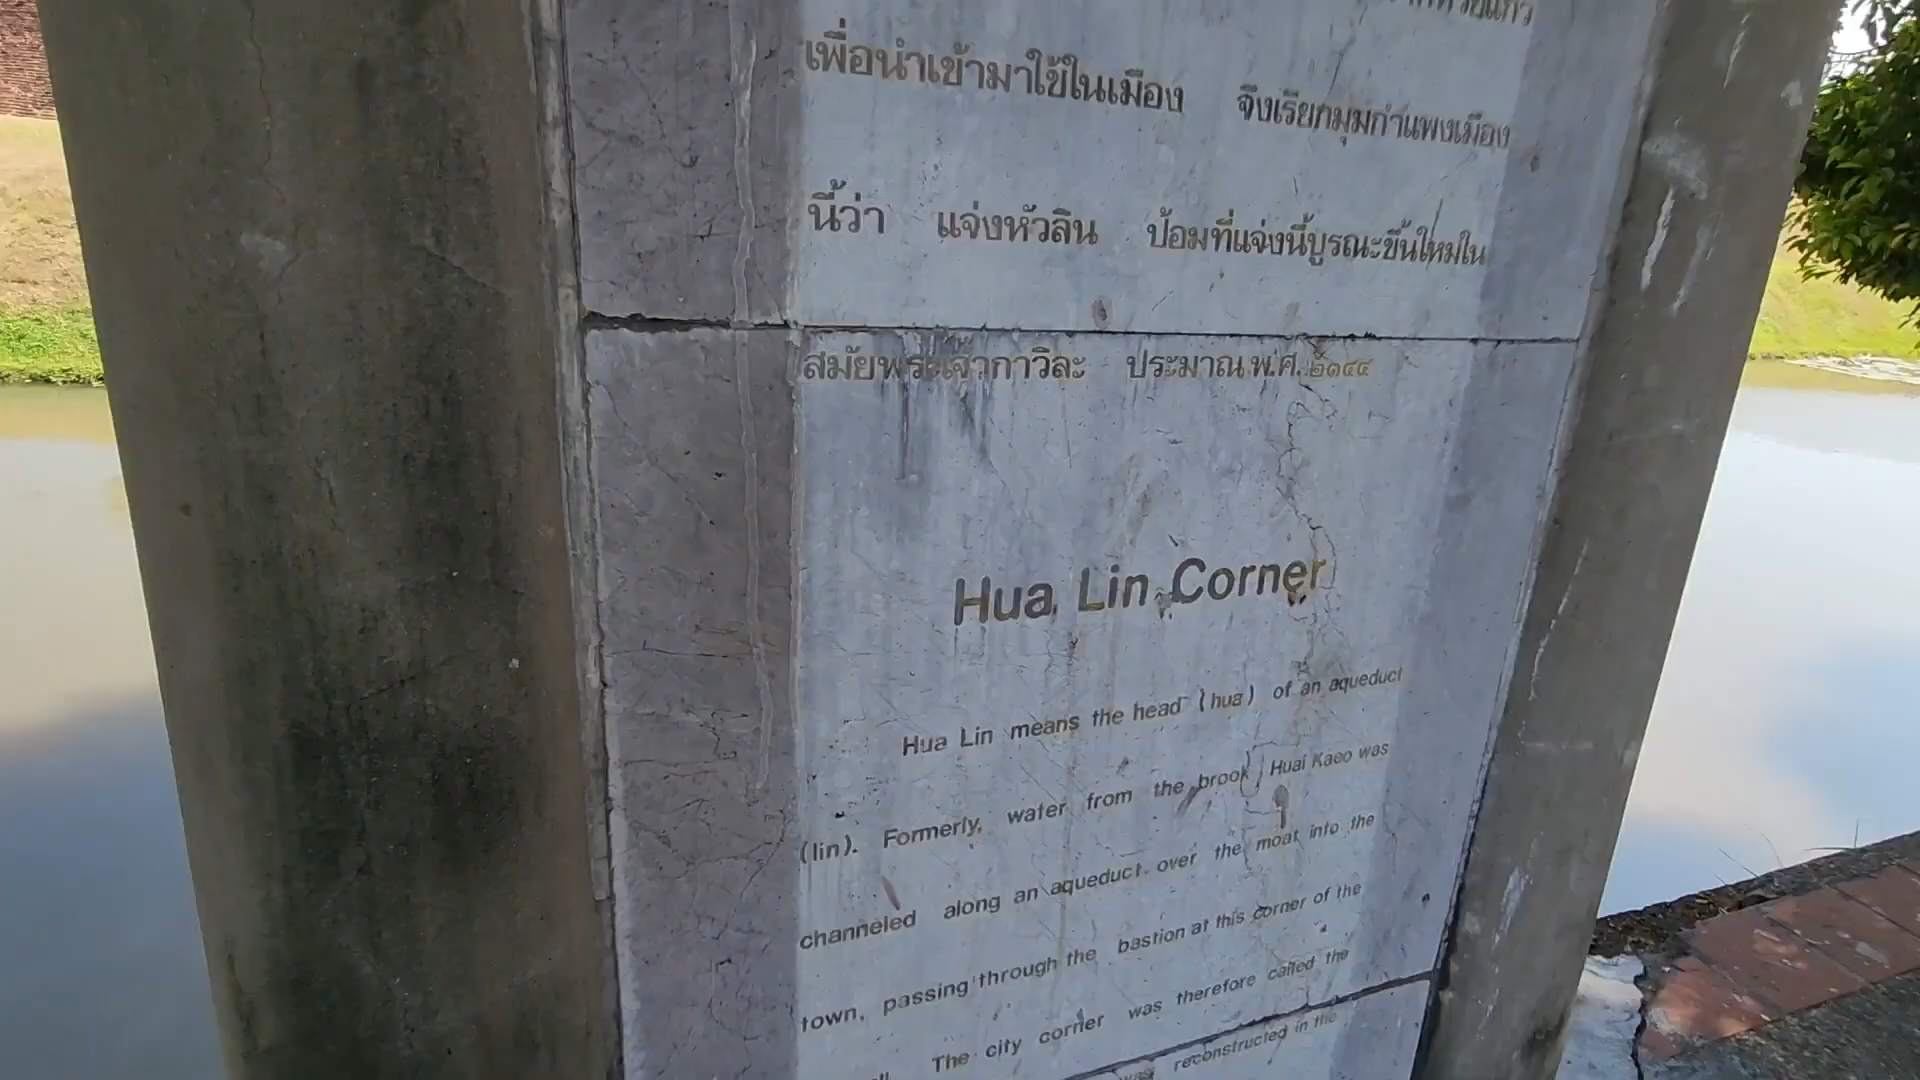 เพื่อนำเข้ามาใช้ในเมือง จึงเรียกมุมกำแพงเมือง
นี้ว่า แจ่งหัวลิน ป้อมที่แจ่งนี้บูรณะขึ้นใหม่ใน
สมัยพระเจ้ากาวิละ ประมาณ พ.ศ. ๒๓๔๔
Hua Lin Corner
Hua Lin means the head (hua) of an aqueduct
(lin). Formerly, water from the brook Huai Kaeo was
channeled along an aqueduct over the moat into the
town, passing through the bastion at this corner of the
The city corner was therefore called the
reconstructed in the